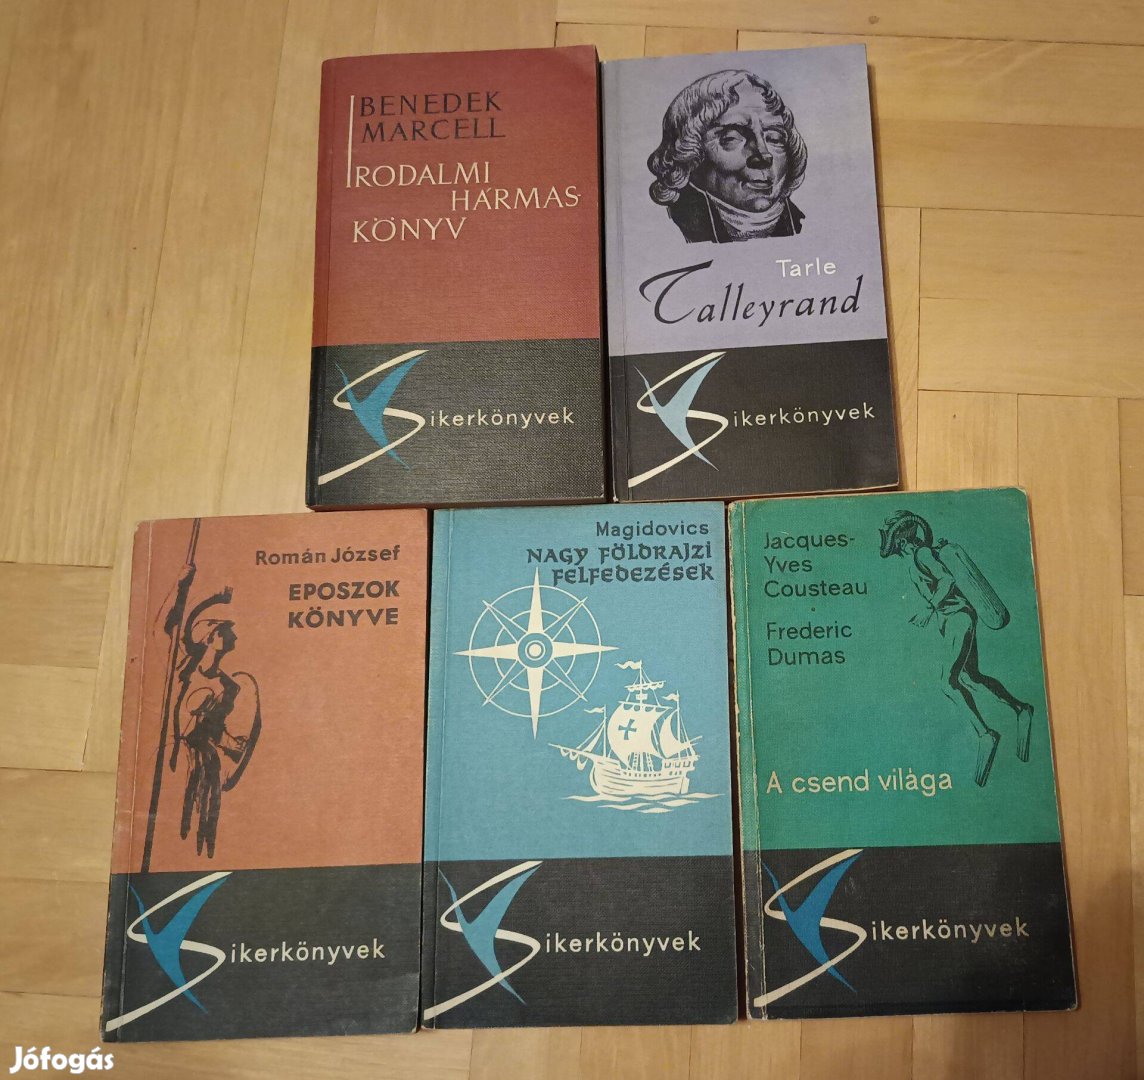 BENEDEK
MARCELL
IRODALMI
HÁRMAS-
KÖNYV
Sikerkönyvek
Tarle
Talleyrand
Sikerkönyvek
Román József
EPOSZOK
KÖNYVE
Sikerkönyvek
Magidovics
NAGY FÖLDRAJZI
FELFEDEZÉSEK
Sikerkönyvek
Jacques-
Yves
Cousteau
Frederic
Dumas
A csend világa
Sikerkönyvek
Jófogás